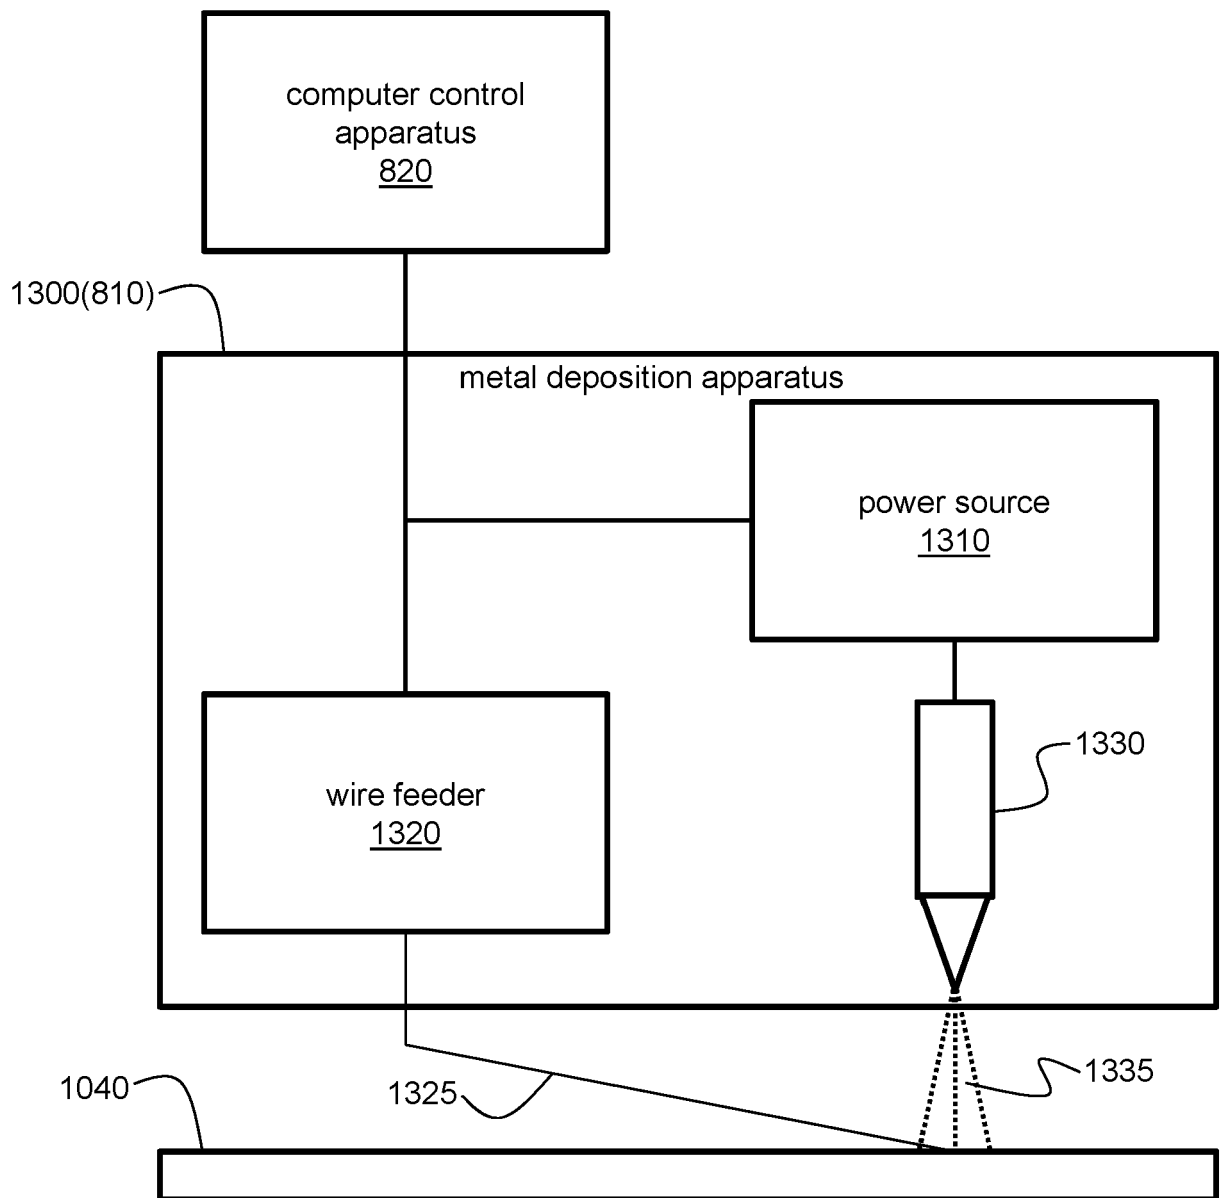 computer control
apparatus
820
1300(810)
metal deposition apparatus
power source
1310
1330
wire feeder
1320
1335
1325
1040